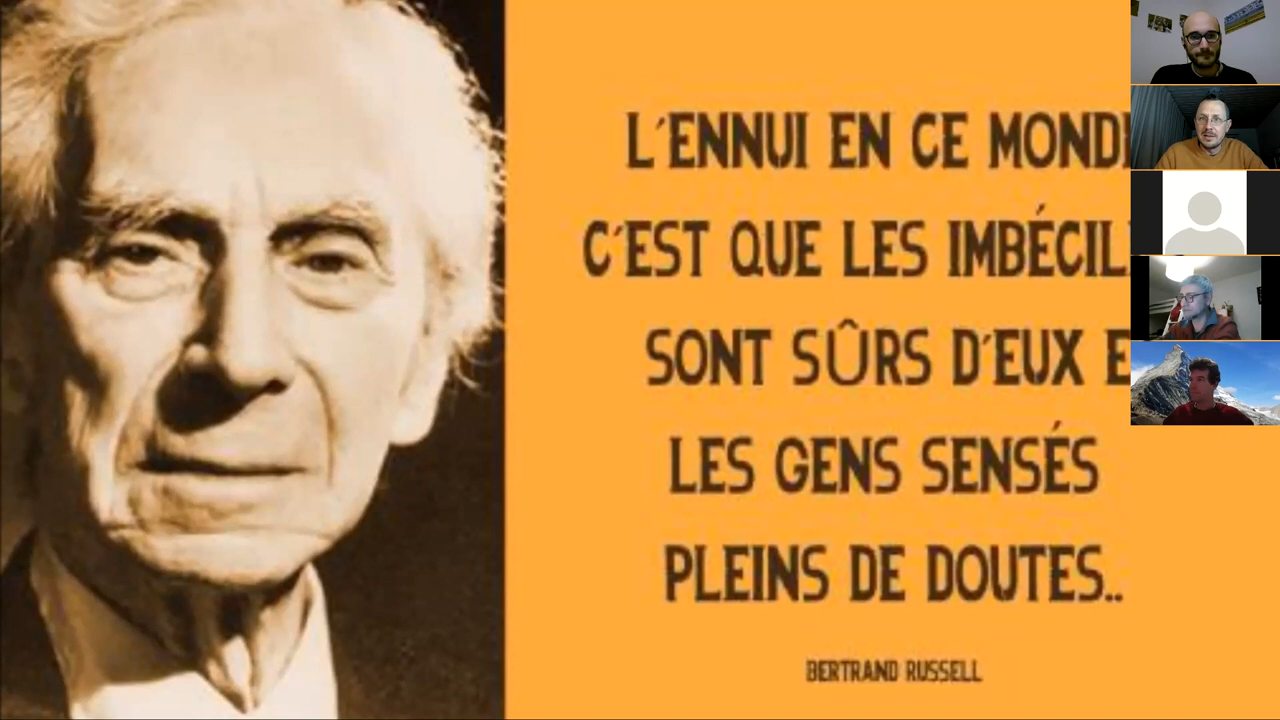 L'ENNUI EN CE MOND
C'EST QUE LES IMBÉCIL
SONT SÛRS D'EUX E
LES GENS SENSÉS
PLEINS DE DOUTES..
BERTRAND RUSSELL